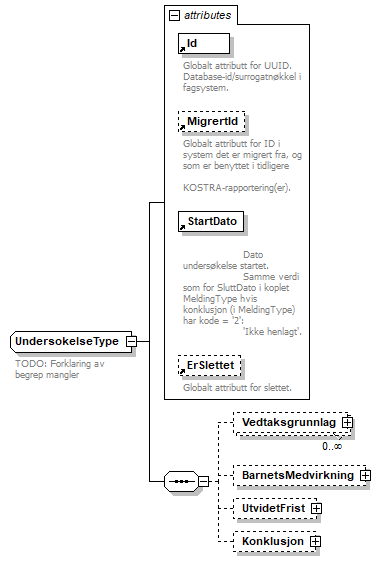 attributes
Id
Globalt attributt for UUID.
Database-id/surrogatnøkkel i
fagsystem.
MigrertId
Globalt attributt for ID i
system det er migrert fra, og
som er benyttet i tidligere
KOSTRA-rapportering(er).
StartDato
Dato
undersøkelse startet.
Samme verdi
som for SluttDato i koplet
MeldingType hvis
konklusjon (i MeldingType)
har kode = '2':
'Ikke henlagt'.
ErSlettet
Globalt attributt for slettet.
UndersokelseType
TODO: Forklaring av
begrep mangler
Vedtaksgrunnlag
0..∞
BarnetsMedvirkning
UtvidetFrist
Konklusjon